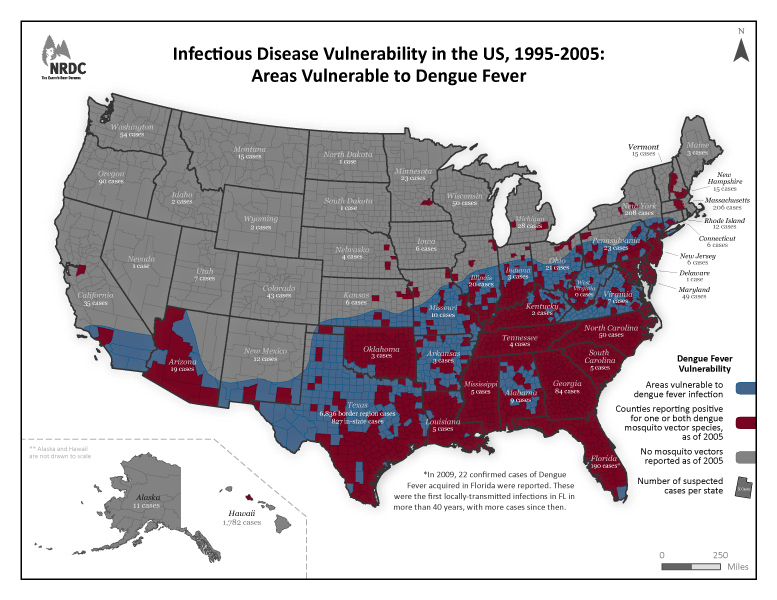 Infectious Disease Vulnerability in the US, 1995-2005:
Areas Vulnerable to Dengue Fever
NRDC
THE EARTH'S BEST DEFENSE
N
Washington
54 cases
Oregon
90 cases
Idaho
2 cases
Montana
15 cases
North Dakota
1 case
Minnesota
23 cases
Wisconsin
50 cases
Michigan
28 cases
South Dakota
1 case
Wyoming
2 cases
Nebraska
4 cases
Iowa
6 cases
Nevada
1 case
Utah
7 cases
Colorado
43 cases
Kansas
6 cases
California
35 cases
Arizona
19 cases
New Mexico
12 cases
Oklahoma
3 cases
Texas
6,836 border region cases
827 in-state cases
Missouri
10 cases
Arkansas
3 cases
Louisiana
5 cases
Illinois
20 cases
Indiana
3 cases
Ohio
21 cases
Kentucky
2 cases
Tennessee
4 cases
Mississippi
5 cases
Alabama
9 cases
Georgia
84 cases
Florida
190 cases*
South
Carolina
5 cases
North Carolina
50 cases
Virginia
West
Virginia
0 cases
Pennsylvania
23 cases
New York
208 cases
Vermont
15 cases
Maine
3 cases
New
Hampshire
15 cases
Massachusetts
206 cases
Rhode Island
12 cases
Connecticut
6 cases
New Jersey
6 cases
Delaware
1 case
Maryland
49 cases
Dengue Fever
Vulnerability
Areas vulnerable to
dengue fever infection
Counties reporting positive
for one or both dengue
mosquito vector species,
as of 2005
No mosquito vectors
reported as of 2005
Number of suspected
cases per state
*In 2009, 22 confirmed cases of Dengue
Fever acquired in Florida were reported. These
were the first locally-transmitted infections in FL in
more than 40 years, with more cases since then.
** Alaska and Hawaii
are not drawn to scale
Alaska
11 cases
Hawaii
1,782 cases
0 250
Miles